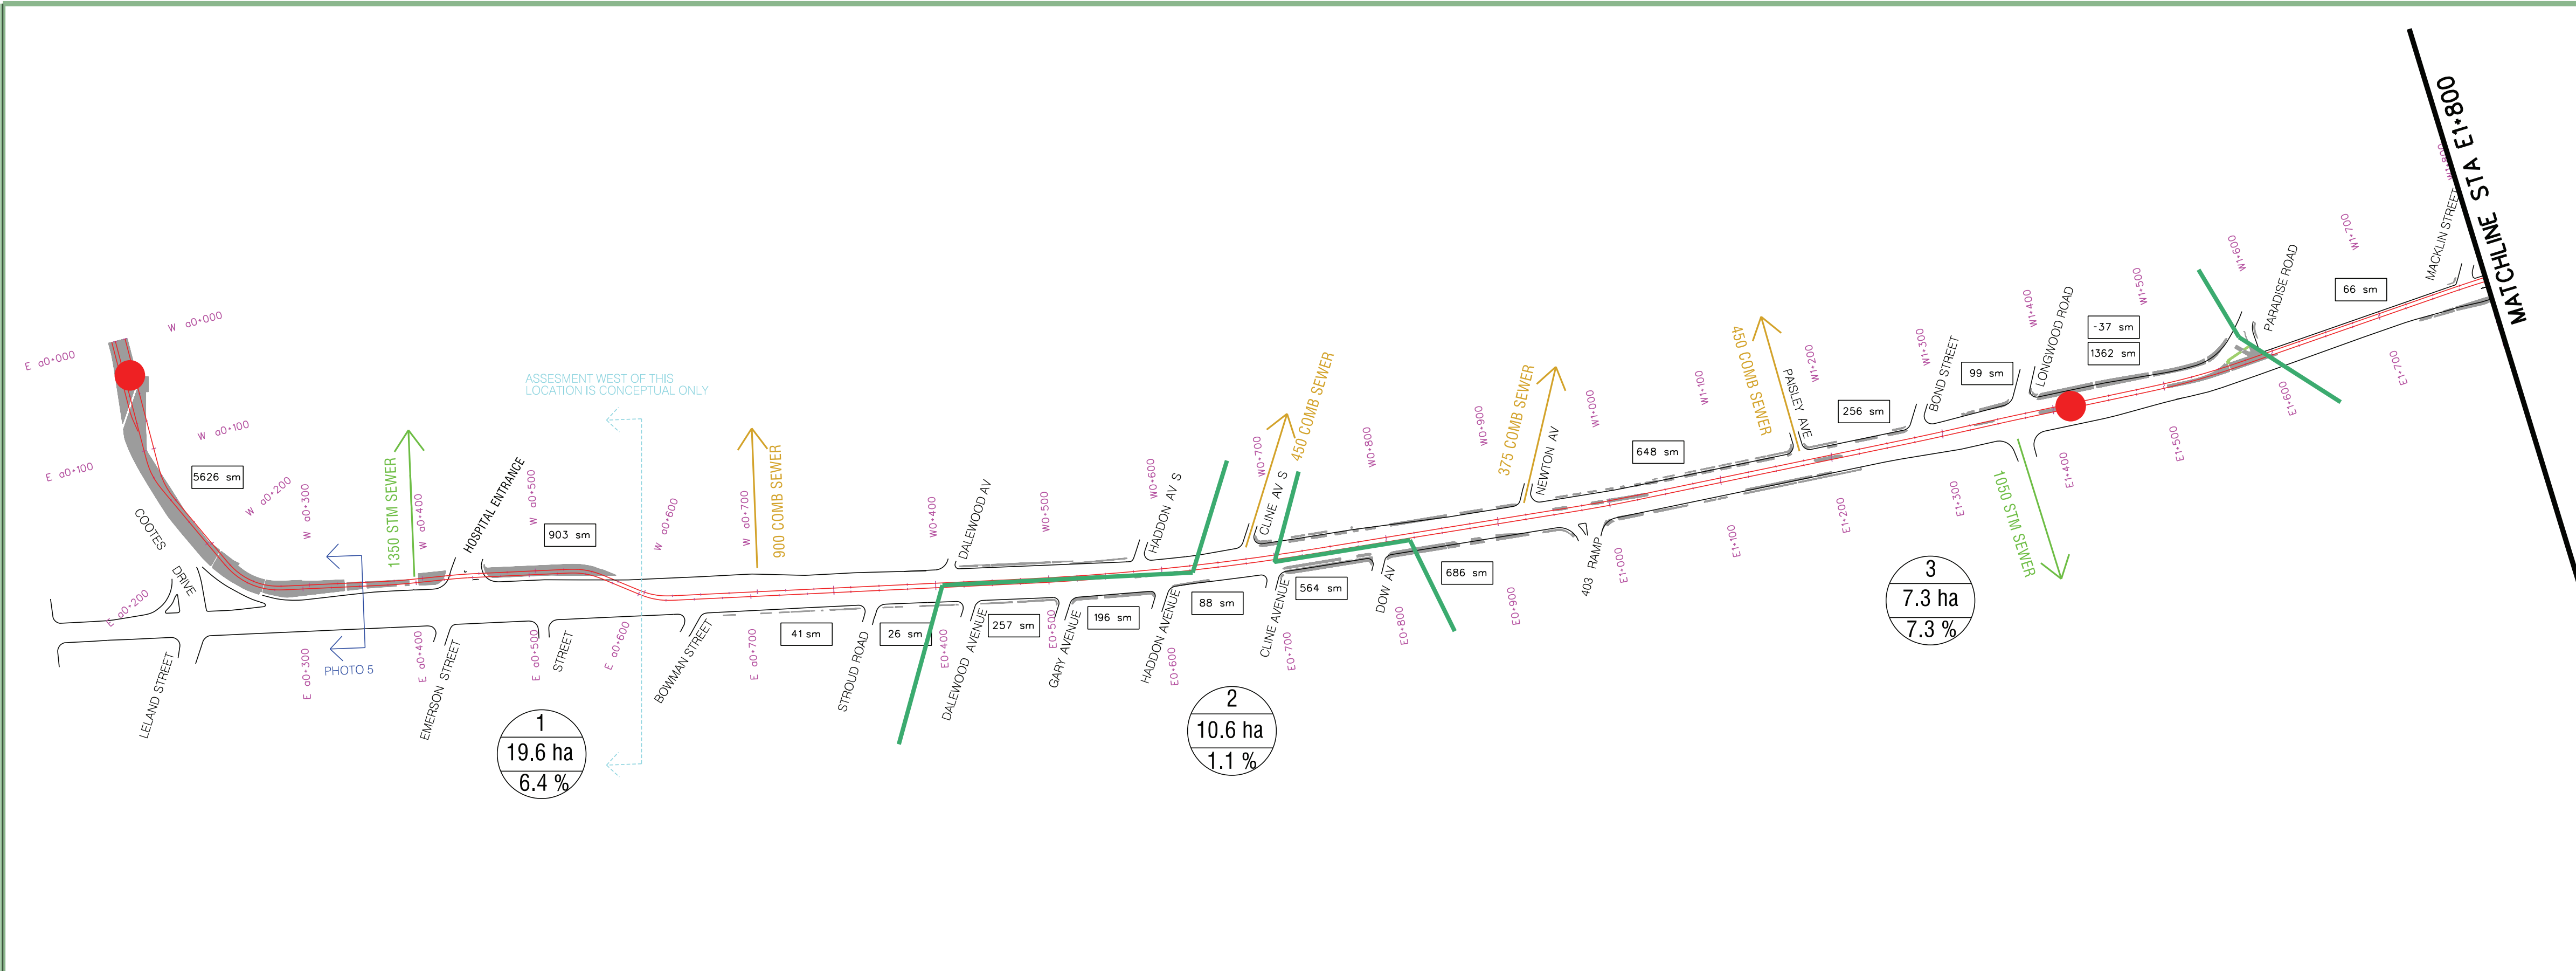 MATCHLINE STA E1+800
W1+800
MACKLIN STREET
W1+700
66 sm
E1+700
PARADISE ROAD
W1+600
E1+600
W1+500
-37 sm
1362 sm
E1+500
LONGWOOD ROAD
W1+400
E1+400
1050 STM SEWER
99 sm
BOND STREET
W1+300
E1+300
256 sm
W1+200
PAISLEY AVE
450 COMB SEWER
E1+200
3
7.3 ha
7.3 %
W1+100
648 sm
E1+100
W1+000
NEWTON AV
375 COMB SEWER
403 RAMP
E1+000
W0+900
686 sm
E0+900
W0+800
DOW AV
E0+800
564 sm
450 COMB SEWER
CLINE AV S
W0+700
CLINE AVENUE
E0+700
88 sm
2
10.6 ha
1.1 %
HADDON AV S
W0+600
HADDON AVENUE
E0+600
196 sm
W0+500
GARY AVENUE
E0+500
257 sm
DALEWOOD AV
W0+400
DALEWOOD AVENUE
E0+400
26 sm
STROUD ROAD
41 sm
900 COMB SEWER
W a0+700
E a0+700
BOWMAN STREET
ASSESMENT WEST OF THIS
LOCATION IS CONCEPTUAL ONLY
W a0+600
E a0+600
903 sm
STREET
W a0+500
E a0+500
1
19.6 ha
6.4 %
HOSPITAL ENTRANCE
1350 STM SEWER
W a0+400
E a0+400
EMERSON STREET
PHOTO 5
W a0+300
E a0+300
W a0+200
E a0+200
5626 sm
COOTES DRIVE
LELAND STREET
W a0+100
E a0+100
W a0+000
E a0+000